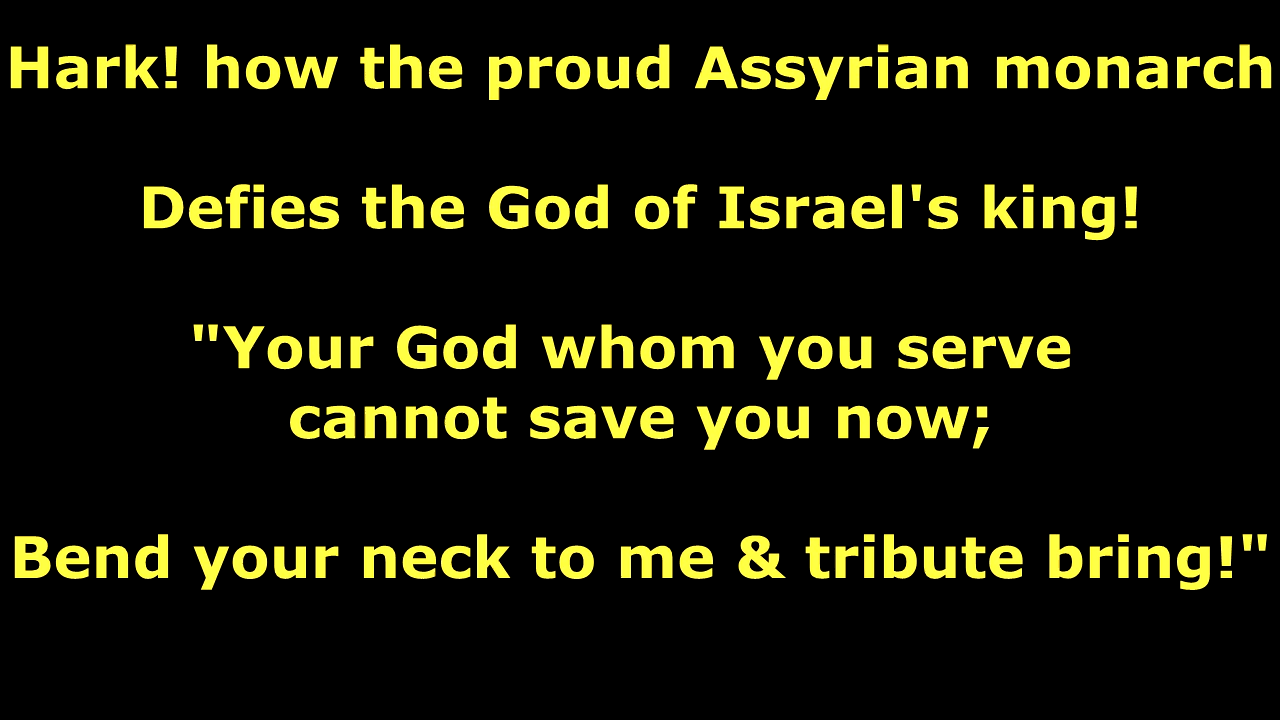 Hark! how the proud Assyrian monarch
Defies the God of Israel's king!
"Your God whom you serve
cannot save you now;
Bend your neck to me & tribute bring!"